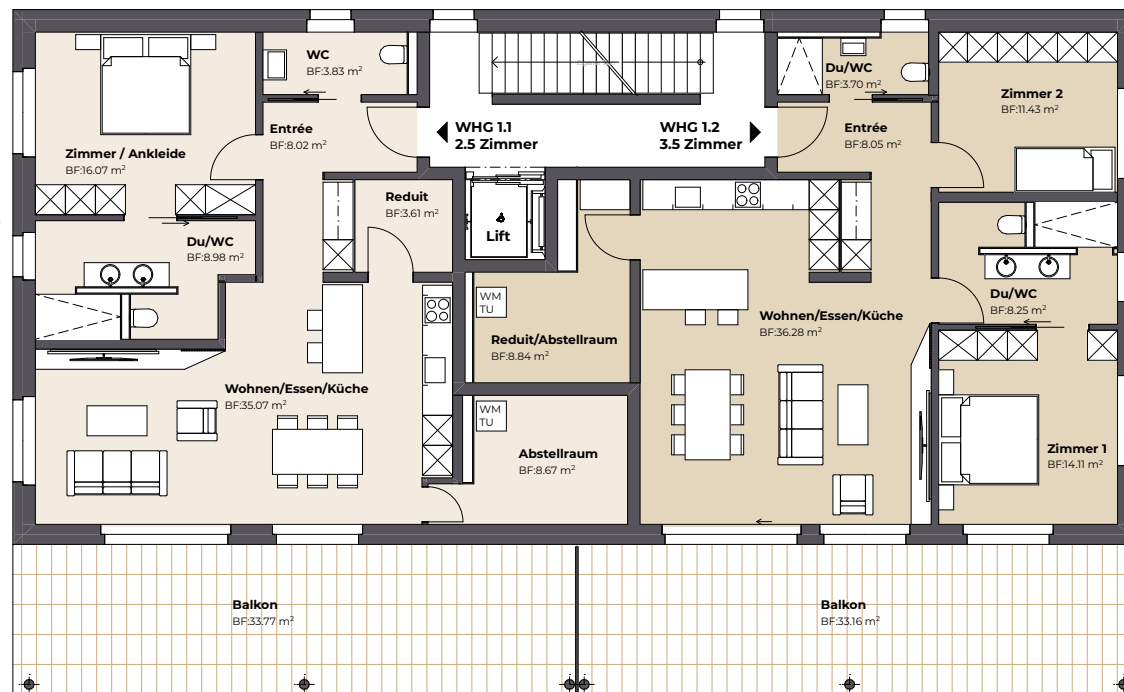 WC
BF:3.83 m²
Du/WC
BF:3.70 m²
Zimmer 2
BF:11.43 m²
Entrée
BF:8.02 m²
WHG 1.1
2.5 Zimmer
WHG 1.2
3.5 Zimmer
Entrée
BF:8.05 m²
Zimmer / Ankleide
BF:16.07 m²
Reduit
BF:3.61 m²
Lift
Du/WC
BF:8.98 m²
Du/WC
BF:8.25 m²
WM
TU
Wohnen/Essen/Küche
BF:36.28 m²
Reduit/Abstellraum
BF:8.84 m²
Wohnen/Essen/Küche
BF:35.07 m²
WM
TU
Abstellraum
BF:8.67 m²
Zimmer 1
BF:14.11 m²
Balkon
BF:33.77 m²
Balkon
BF:33.16 m²